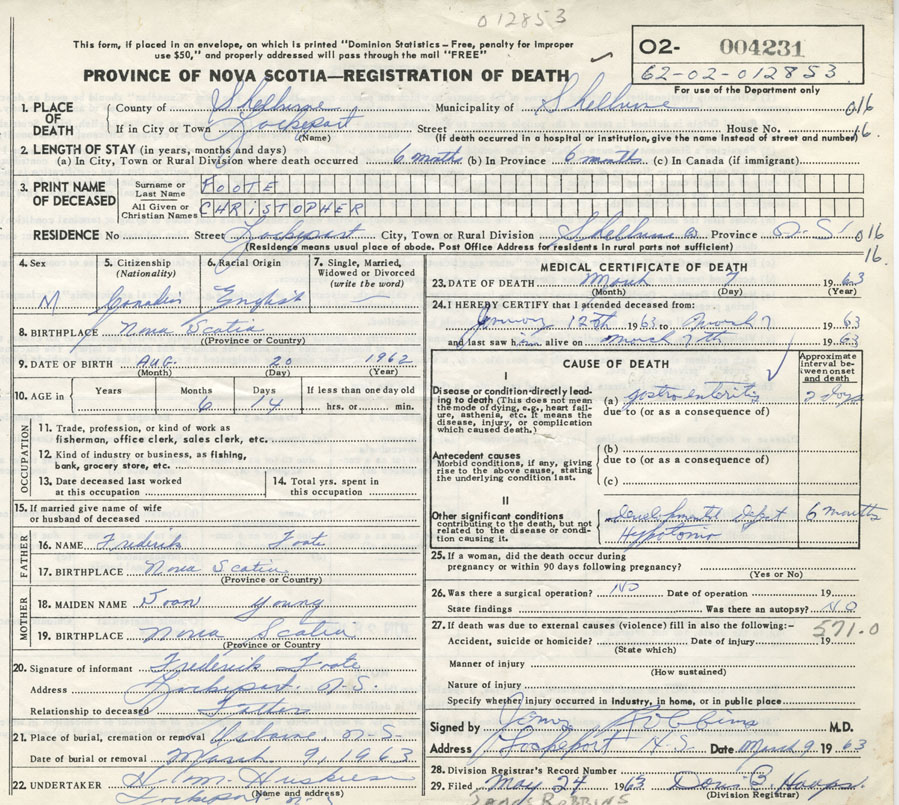 012853
This form, if placed in an envelope, on which is printed "Dominion Statistics – Free, penalty for improper
use $50," and properly addressed will pass through the mail "FREE"
PROVINCE OF NOVA SCOTIA—REGISTRATION OF DEATH
02- 004231
62-02-012853
For use of the Department only
1. PLACE OF DEATH
County of Shelburne Municipality of Shelburne 016
If in City or Town Lockeport Street House No. 16.
(Name) (If death occurred in a hospital or institution, give the name instead of street and number)
2. LENGTH OF STAY (in years, months and days)
(a) In City, Town or Rural Division where death occurred 6 months (b) In Province 6 months (c) In Canada (if immigrant)
3. PRINT NAME OF DECEASED
Surname or Last Name FOOTE
All Given or Christian Names CHRISTOPHER
RESIDENCE No Street Lockeport City, Town or Rural Division Shelburne Province N.S. 016
(Residence means usual place of abode. Post Office Address for residents in rural parts not sufficient) 16.
4. Sex
M
5. Citizenship
(Nationality)
6. Racial Origin
English
7. Single, Married,
Widowed or Divorced
(write the word)
—
8. BIRTHPLACE Nova Scotia
(Province or Country)
9. DATE OF BIRTH AUG. 20 1962
(Month) (Day) (Year)
10. AGE in Years Months Days If less than one day old
6 14 hrs. or min.
OCCUPATION
11. Trade, profession, or kind of work as
fisherman, office clerk, sales clerk, etc.
12. Kind of industry or business, as fishing,
bank, grocery store, etc.
13. Date deceased last worked
at this occupation
14. Total yrs. spent in
this occupation
15. If married give name of wife
or husband of deceased
FATHER
16. NAME Frederik Foote
17. BIRTHPLACE Nova Scotia
(Province or Country)
MOTHER
18. MAIDEN NAME Joan Young
19. BIRTHPLACE Nova Scotia
(Province or Country)
20. Signature of informant Frederik Foote
Address Lockeport. N.S.
Relationship to deceased Father
21. Place of burial, cremation or removal Osborne, N.S.
Date of burial or removal March 9, 1963
22. UNDERTAKER
(Name and address)
Lockeport
MEDICAL CERTIFICATE OF DEATH
23. DATE OF DEATH March 7 1963
(Month) (Day) (Year)
24. I HEREBY CERTIFY that I attended deceased from:
12th 1963 to March 7 1963
and last saw him alive on March 7th 1963
CAUSE OF DEATH
Approximate
interval be-
tween onset
and death
I
Disease or condition directly lead-
ing to death (This does not mean
the mode of dying, e.g., heart fail-
ure, asthenia, etc. It means the
disease, injury, or complication
which caused death.)
(a) gastroenteritis 2 days
due to (or as a consequence of)
Antecedent causes
Morbid conditions, if any, giving
rise to the above cause, stating
the underlying condition last.
(b)
due to (or as a consequence of)
(c)
II
Other significant conditions
contributing to the death, but not
related to the disease or condi-
tion causing it.
developmental Defect 6 months
Hypotonia
25. If a woman, did the death occur during
pregnancy or within 90 days following pregnancy?
(Yes or No)
26. Was there a surgical operation? NO Date of operation 19
State findings Was there an autopsy? NO
27. If death was due to external causes (violence) fill in also the following:- 571.0
Accident, suicide or homicide? Date of injury 19
(State which)
Manner of injury
(How sustained)
Nature of injury
Specify whether injury occurred in Industry, in home, or in public place
Signed by Robbins M.D.
Address Lockeport N.S. Date March 9 1963
28. Division Registrar's Record Number
29. Filed May 24 1963
(Division Registrar)
ROBBINS